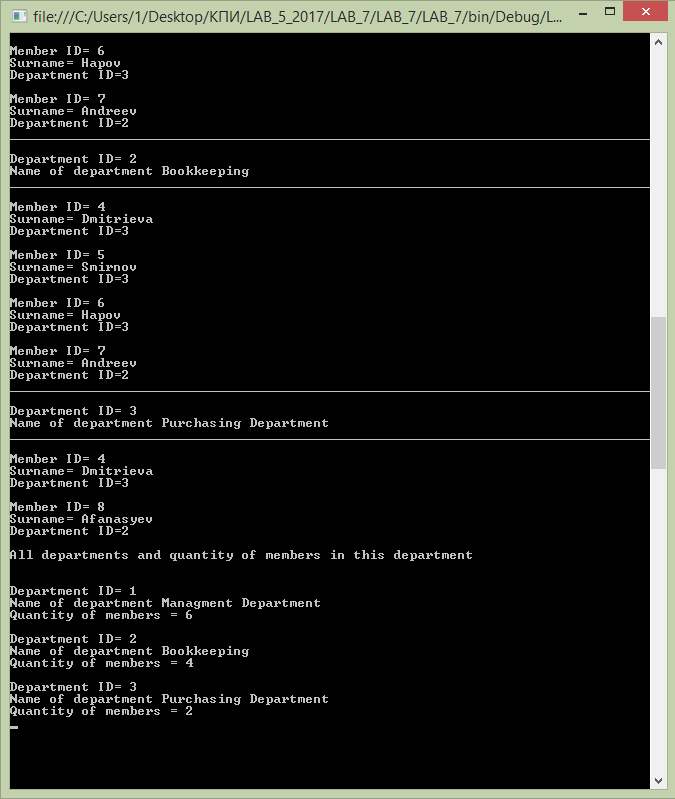 file:///C:/Users/1/Desktop/КПИ/LAB_5_2017/LAB_7/LAB_7/LAB_7/bin/Debug/L...
Member ID= 6
Surname= Hapov
Department ID=3
Member ID= 7
Surname= Andreev
Department ID=2
Department ID= 2
Name of department Bookkeeping
Member ID= 4
Surname= Dmitrieva
Department ID=3
Member ID= 5
Surname= Smirnov
Department ID=3
Member ID= 6
Surname= Hapov
Department ID=3
Member ID= 7
Surname= Andreev
Department ID=2
Department ID= 3
Name of department Purchasing Department
Member ID= 4
Surname= Dmitrieva
Department ID=3
Member ID= 8
Surname= Afanasyev
Department ID=2
All departments and quantity of members in this department
Department ID= 1
Name of department Managment Department
Quantity of members = 6
Department ID= 2
Name of department Bookkeeping
Quantity of members = 4
Department ID= 3
Name of department Purchasing Department
Quantity of members = 2